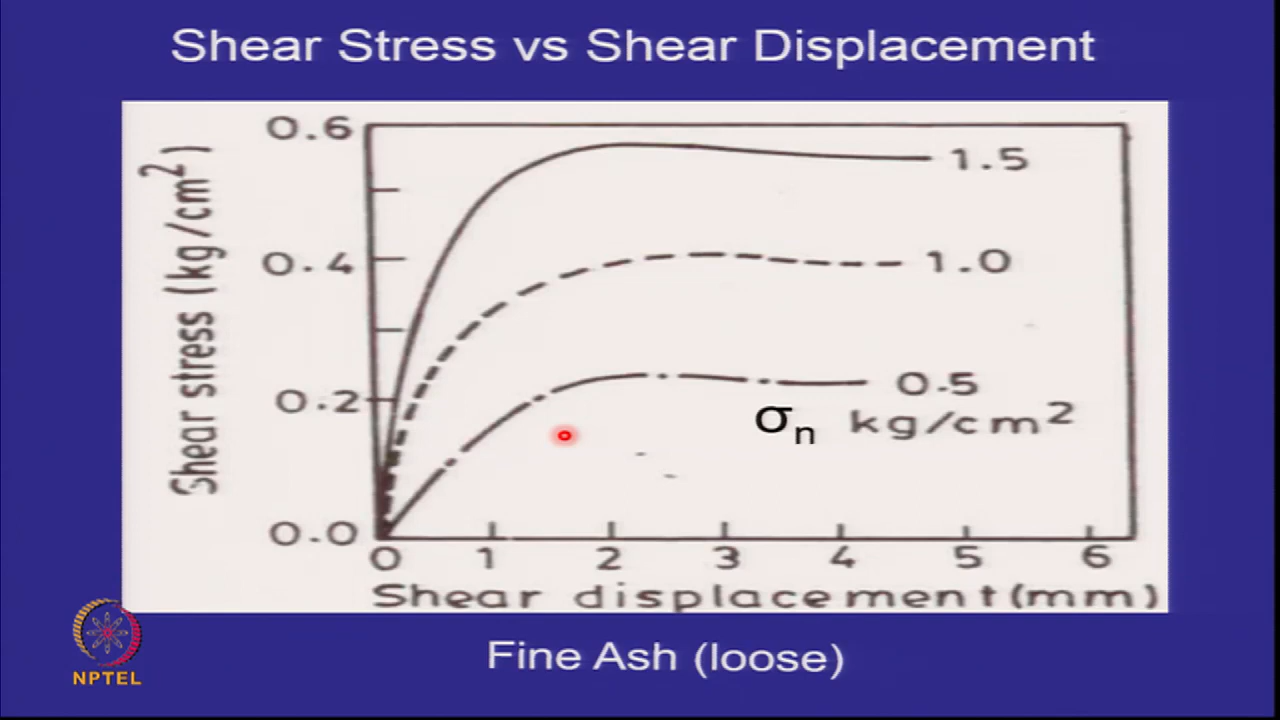 Shear Stress vs Shear Displacement
Shear stress (kg/cm²)
0.6
0.4
0.2
0.0
1.5
1.0
0.5
σn kg/cm²
0 1 2 3 4 5 6
Shear displacement (mm)
Fine Ash (loose)
NPTEL